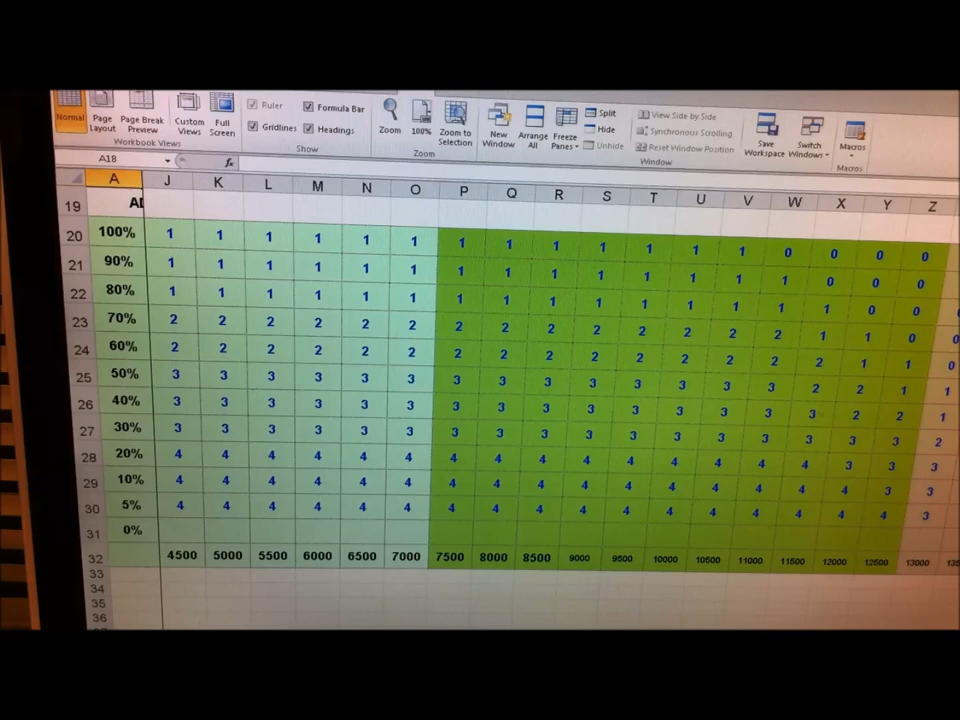 Normal Page Layout Page Break Preview Custom Views Full Screen Ruler Formula Bar Gridlines Headings Zoom 100% Zoom to Selection New Window Arrange All Freeze Panes Split Hide Unhide View Side by Side Synchronous Scrolling Reset Window Position Save Workspace Switch Windows Macros
Workbook Views Show Zoom Window Macros
A18 fx
A J K L M N O P Q R S T U V W X Y Z
19
20 100% 1 1 1 1 1 1 1 1 1 1 1 1 1 0 0 0 0
21 90% 1 1 1 1 1 1 1 1 1 1 1 1 1 1 0 0 0
22 80% 1 1 1 1 1 1 1 1 1 1 1 1 1 1 1 0 0
23 70% 2 2 2 2 2 2 2 2 2 2 2 2 2 2 1 1 0 0
24 60% 2 2 2 2 2 2 2 2 2 2 2 2 2 2 2 1 1 0
25 50% 3 3 3 3 3 3 3 3 3 3 3 3 3 3 2 2 1 1
26 40% 3 3 3 3 3 3 3 3 3 3 3 3 3 3 3 2 2 1
27 30% 3 3 3 3 3 3 3 3 3 3 3 3 3 3 3 3 3 2
28 20% 4 4 4 4 4 4 4 4 4 4 4 4 4 4 4 3 3 3
29 10% 4 4 4 4 4 4 4 4 4 4 4 4 4 4 4 4 3 3
30 5% 4 4 4 4 4 4 4 4 4 4 4 4 4 4 4 4 4 3
31 0%
32 4500 5000 5500 6000 6500 7000 7500 8000 8500 9000 9500 10000 10500 11000 11500 12000 12500 13000
33
34
35
36